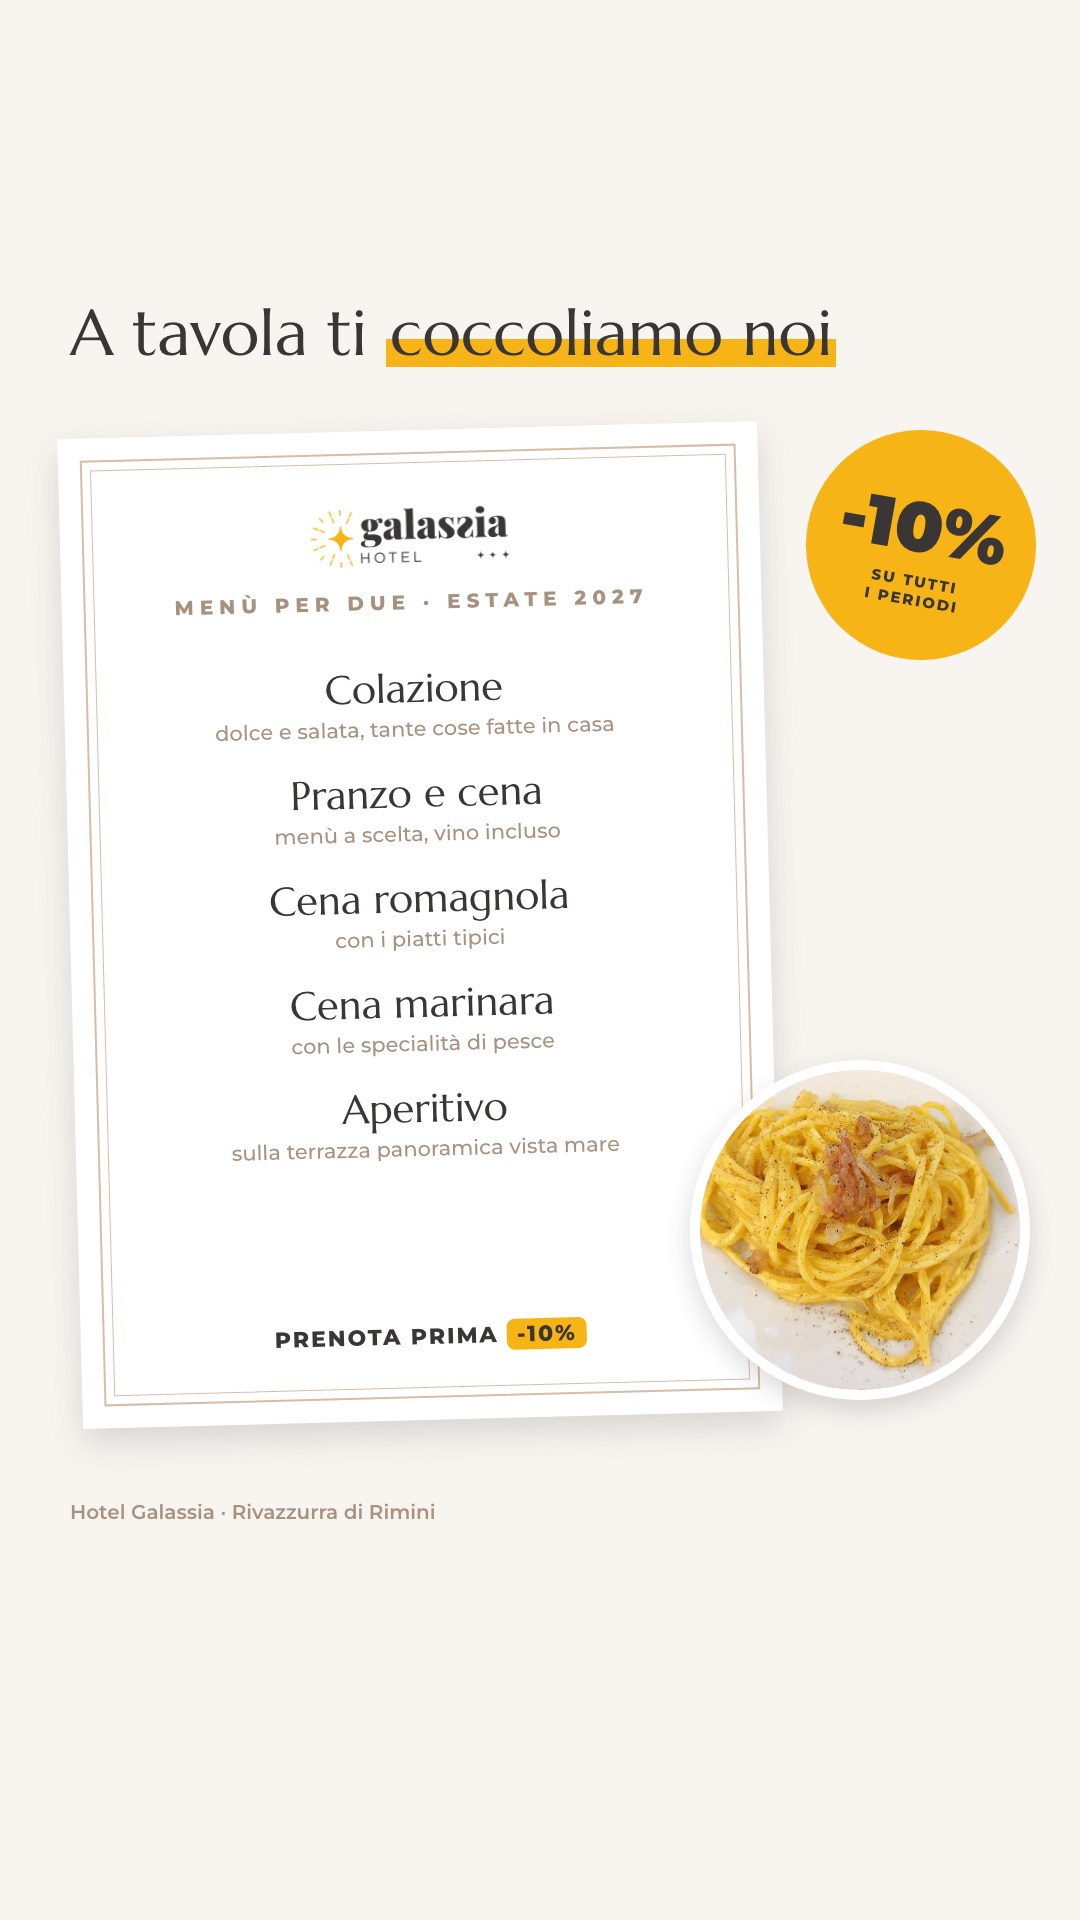 A tavola ti coccoliamo noi
galassia
HOTEL
MENÙ PER DUE · ESTATE 2027
Colazione
dolce e salata, tante cose fatte in casa
Pranzo e cena
menù a scelta, vino incluso
Cena romagnola
con i piatti tipici
Cena marinara
con le specialità di pesce
Aperitivo
sulla terrazza panoramica vista mare
PRENOTA PRIMA -10%
-10%
SU TUTTI
I PERIODI
Hotel Galassia · Rivazzurra di Rimini